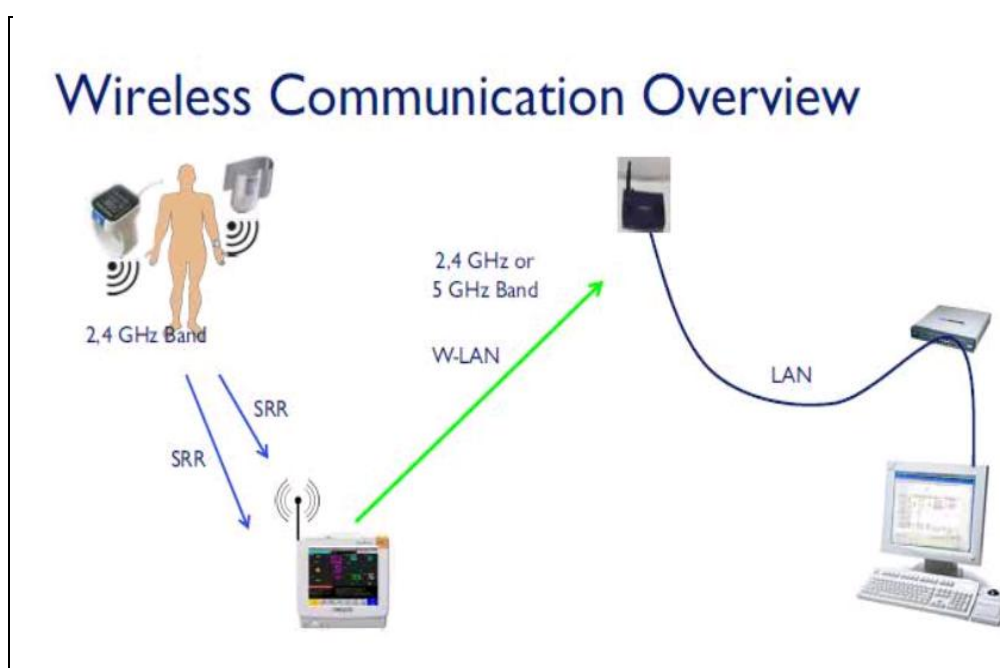 Wireless Communication Overview
2,4 GHz or
5 GHz Band
2,4 GHz Band
W-LAN
LAN
SRR
SRR